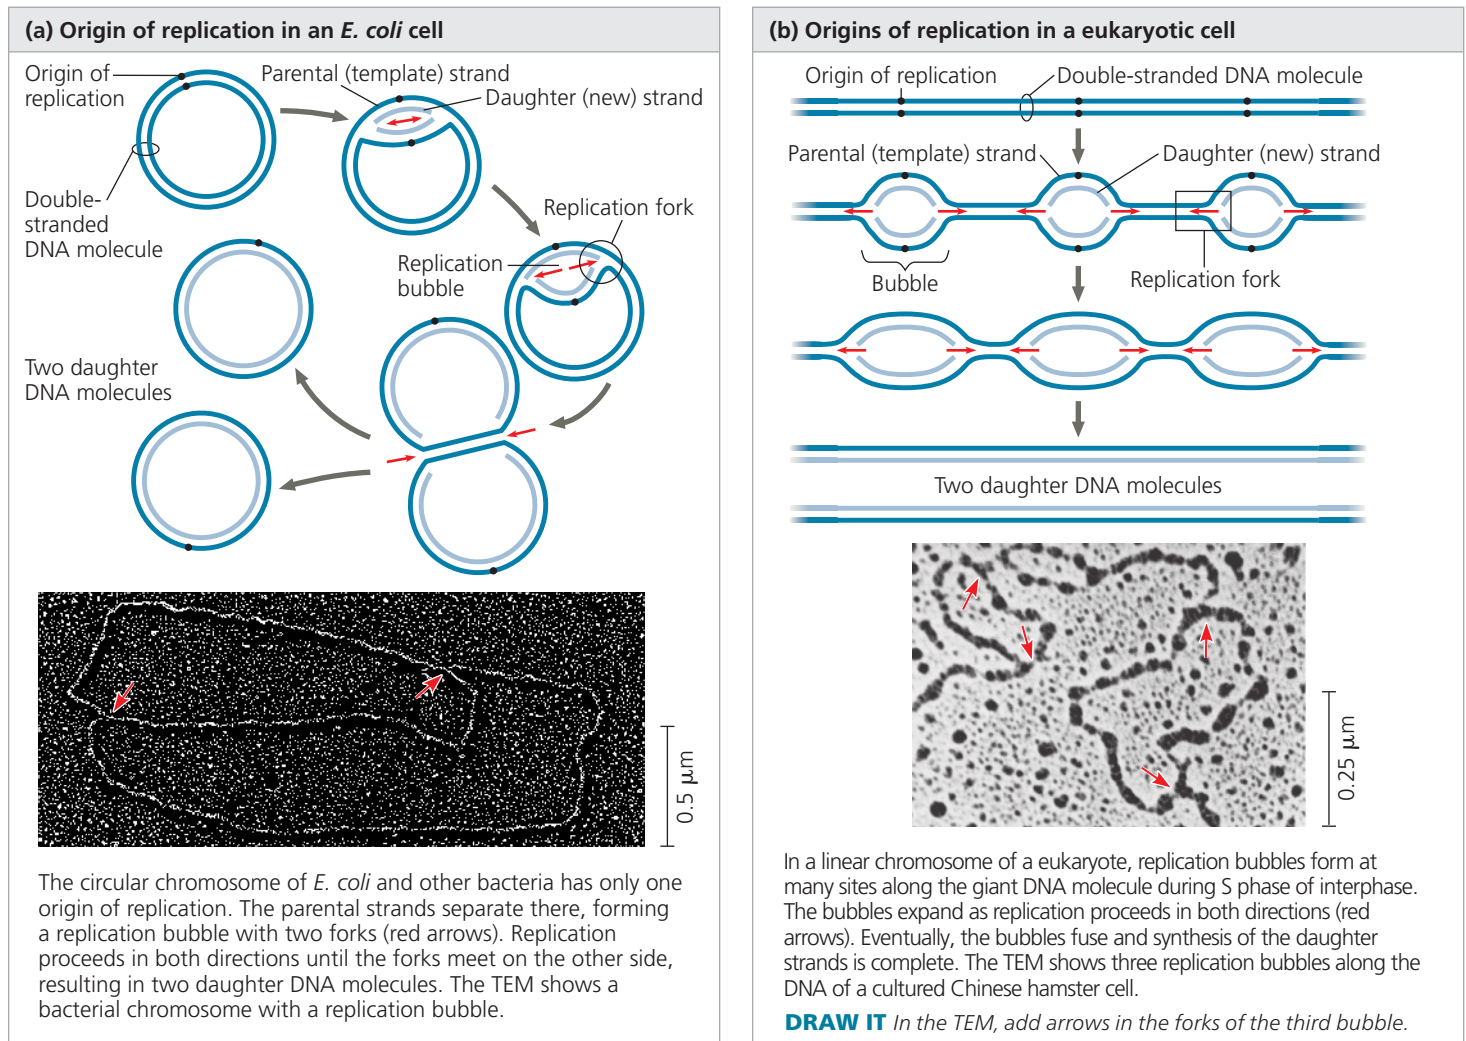 (a) Origin of replication in an E. coli cell
Origin of
replication
Parental (template) strand
Daughter (new) strand
Double-
stranded
DNA molecule
Replication fork
Replication
bubble
Two daughter
DNA molecules
0.5 μm
The circular chromosome of E. coli and other bacteria has only one
origin of replication. The parental strands separate there, forming
a replication bubble with two forks (red arrows). Replication
proceeds in both directions until the forks meet on the other side,
resulting in two daughter DNA molecules. The TEM shows a
bacterial chromosome with a replication bubble.
(b) Origins of replication in a eukaryotic cell
Origin of replication
Double-stranded DNA molecule
Parental (template) strand
Daughter (new) strand
Bubble
Replication fork
Two daughter DNA molecules
0.25 μm
In a linear chromosome of a eukaryote, replication bubbles form at
many sites along the giant DNA molecule during S phase of interphase.
The bubbles expand as replication proceeds in both directions (red
arrows). Eventually, the bubbles fuse and synthesis of the daughter
strands is complete. The TEM shows three replication bubbles along the
DNA of a cultured Chinese hamster cell.
DRAW IT In the TEM, add arrows in the forks of the third bubble.